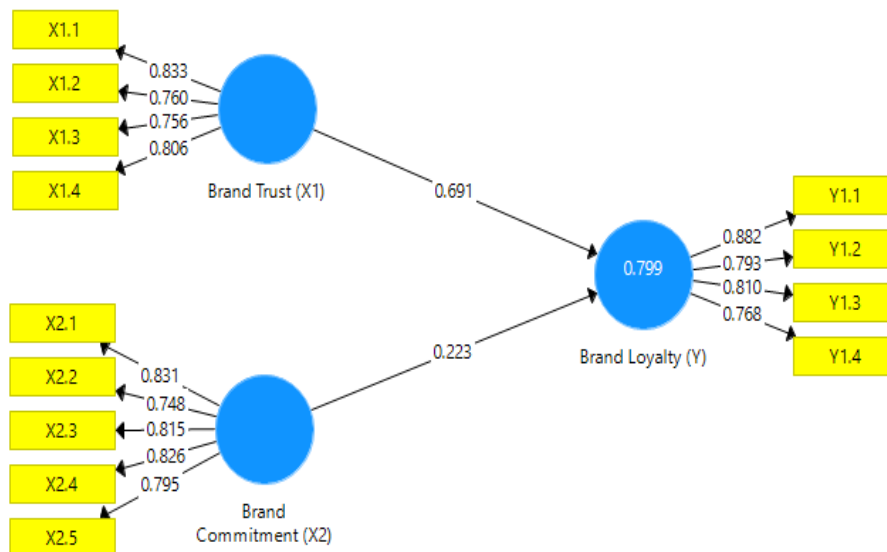 X1.1
0.833
X1.2
0.760
X1.3
0.756
0.806
X1.4
Brand Trust (X1)
0.691
Y1.1
0.882
Y1.2
0.793
0.799
0.810
Y1.3
0.768
Brand Loyalty (Y)
Y1.4
X2.1
0.223
0.831
X2.2
0.748
X2.3
0.815
0.826
X2.4
0.795
Brand
Commitment (X2)
X2.5